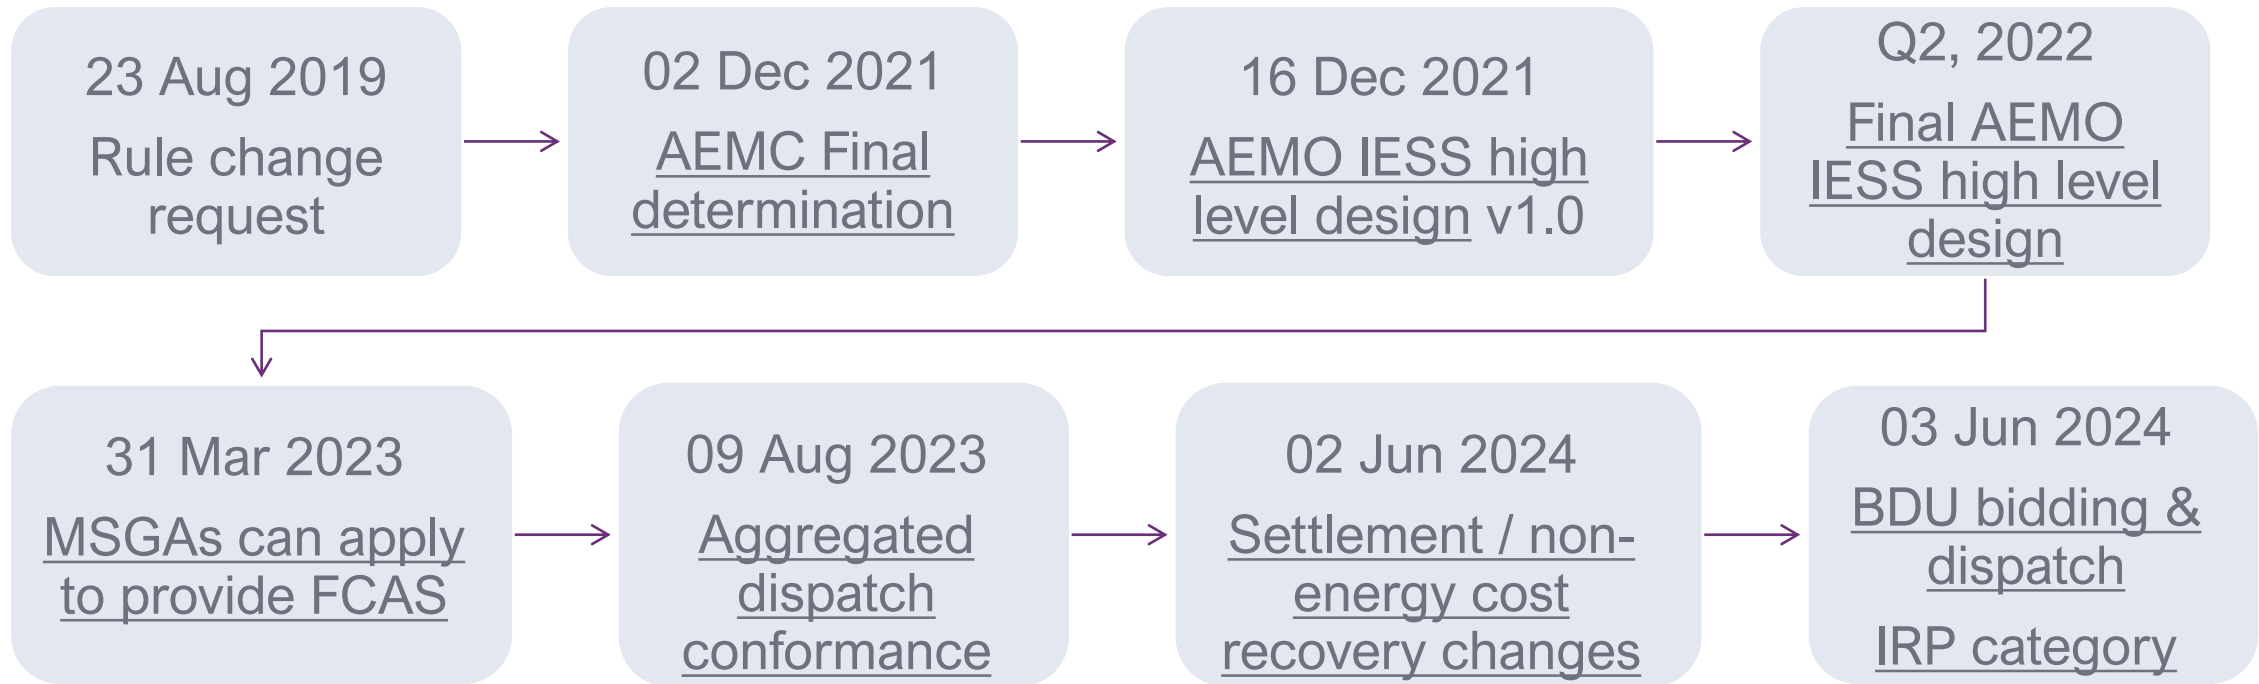 23 Aug 2019
Rule change
request
02 Dec 2021
AEMC Final
determination
16 Dec 2021
AEMO IESS high
level design v1.0
Q2, 2022
Final AEMO
IESS high level
design
31 Mar 2023
MSGAs can apply
to provide FCAS
09 Aug 2023
Aggregated
dispatch
conformance
02 Jun 2024
Settlement / non-
energy cost
recovery changes
03 Jun 2024
BDU bidding &
dispatch
IRP category